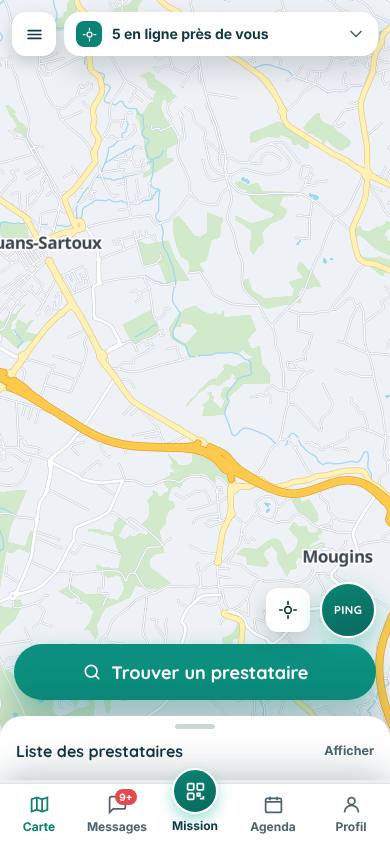 5 en ligne près de vous
uans-Sartoux
Mougins
PING
Trouver un prestataire
Liste des prestataires
Afficher
9+
Carte
Messages
Mission
Agenda
Profil